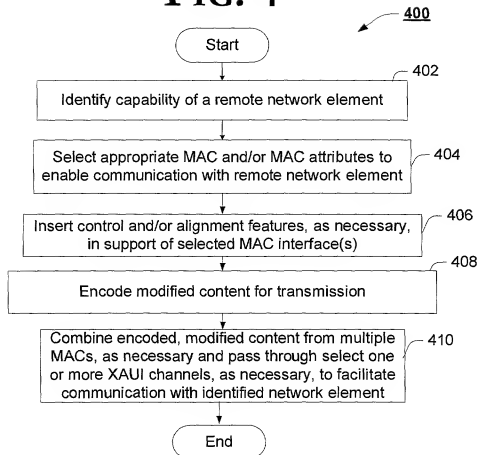 FIG. 4
400
Start
402
Identify capability of a remote network element
Select appropriate MAC and/or MAC attributes to
enable communication with remote network element
404
Insert control and/or alignment features, as necessary,
in support of selected MAC interface(s)
406
408
Encode modified content for transmission
Combine encoded, modified content from multiple
MACs, as necessary and pass through select one
or more XAUI channels, as necessary, to facilitate
communication with identified network element
410
End